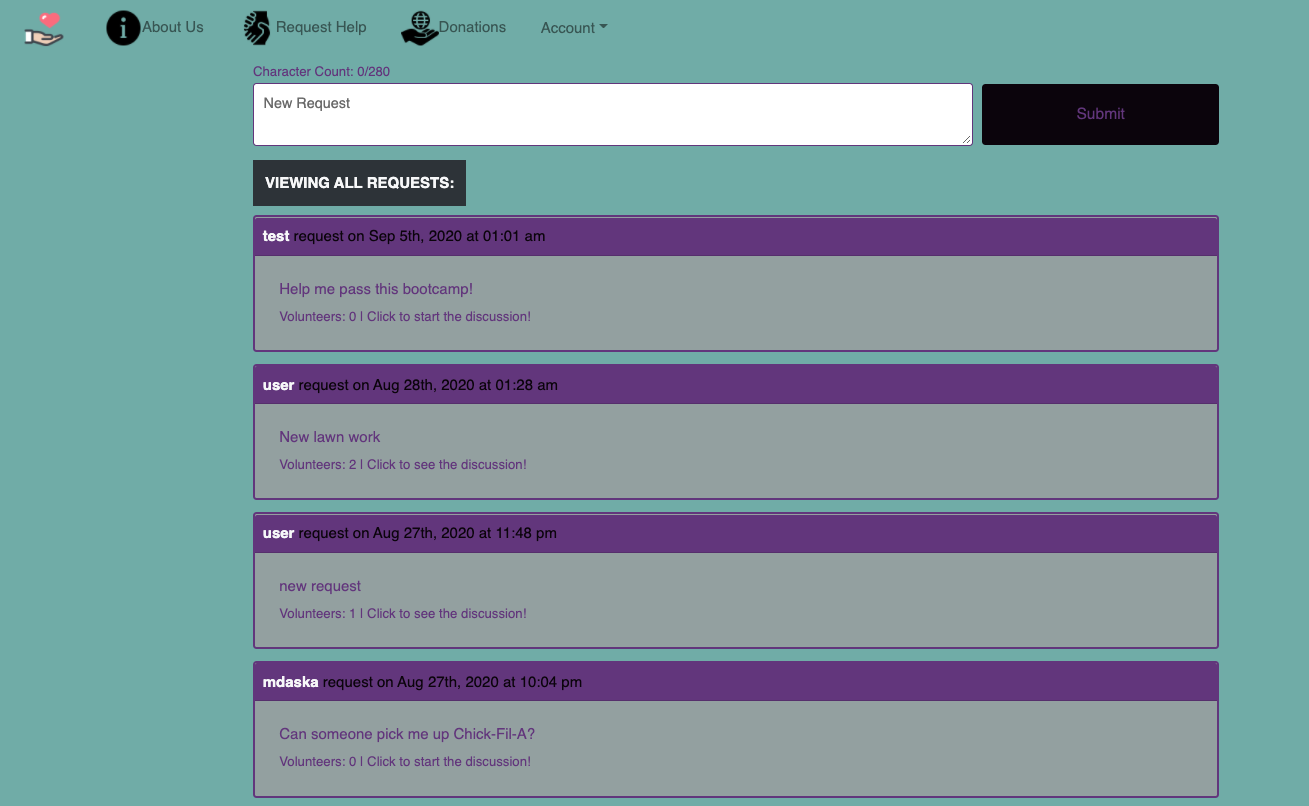 About Us Request Help Donations Account
Character Count: 0/280
New Request
Submit
VIEWING ALL REQUESTS:
test request on Sep 5th, 2020 at 01:01 am
Help me pass this bootcamp!
Volunteers: 0 | Click to start the discussion!
user request on Aug 28th, 2020 at 01:28 am
New lawn work
Volunteers: 2 | Click to see the discussion!
user request on Aug 27th, 2020 at 11:48 pm
new request
Volunteers: 1 | Click to see the discussion!
mdaska request on Aug 27th, 2020 at 10:04 pm
Can someone pick me up Chick-Fil-A?
Volunteers: 0 | Click to start the discussion!